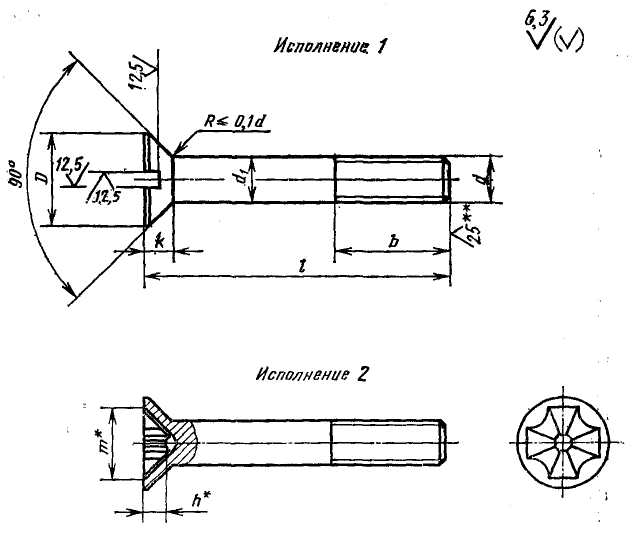 6,3
Исполнение 1
12,5
R ≤ 0,1d
90°
D
12,5
12,5
d₁
d
25**
k
b
l
Исполнение 2
m*
h*